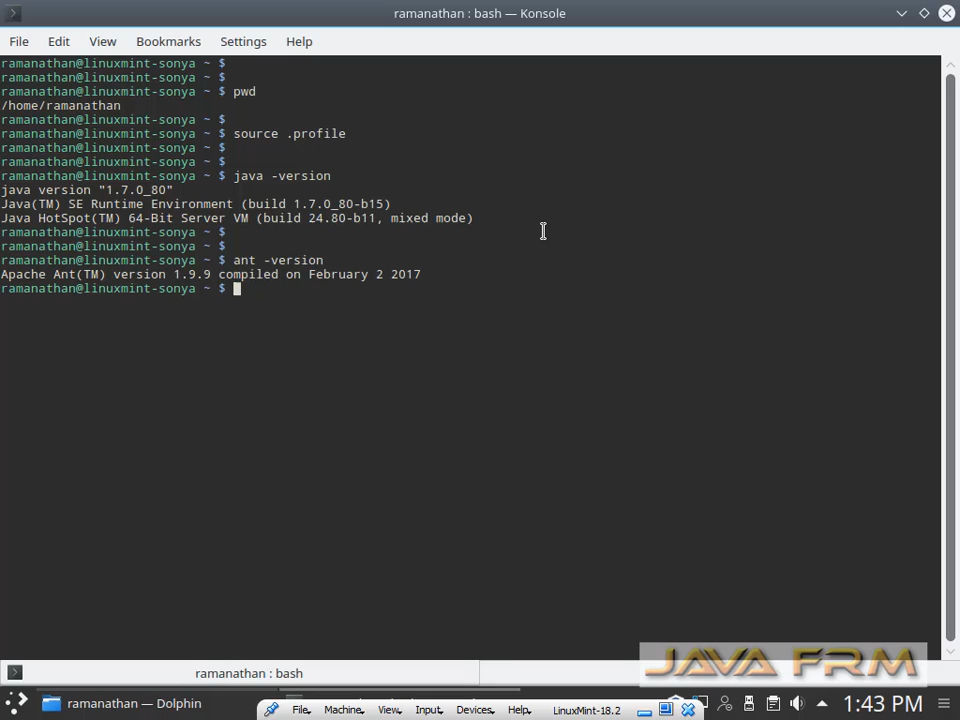 ramanathan : bash — Konsole
File Edit View Bookmarks Settings Help
ramanathan@linuxmint-sonya ~ $
ramanathan@linuxmint-sonya ~ $
ramanathan@linuxmint-sonya ~ $ pwd
/home/ramanathan
ramanathan@linuxmint-sonya ~ $
ramanathan@linuxmint-sonya ~ $ source .profile
ramanathan@linuxmint-sonya ~ $
ramanathan@linuxmint-sonya ~ $
ramanathan@linuxmint-sonya ~ $ java -version
java version "1.7.0_80"
Java(TM) SE Runtime Environment (build 1.7.0_80-b15)
Java HotSpot(TM) 64-Bit Server VM (build 24.80-b11, mixed mode)
ramanathan@linuxmint-sonya ~ $
ramanathan@linuxmint-sonya ~ $
ramanathan@linuxmint-sonya ~ $ ant -version
Apache Ant(TM) version 1.9.9 compiled on February 2 2017
ramanathan@linuxmint-sonya ~ $
ramanathan : bash
JAVA FRM
ramanathan — Dolphin
File Machine View Input Devices Help LinuxMint-18.2
1:43 PM